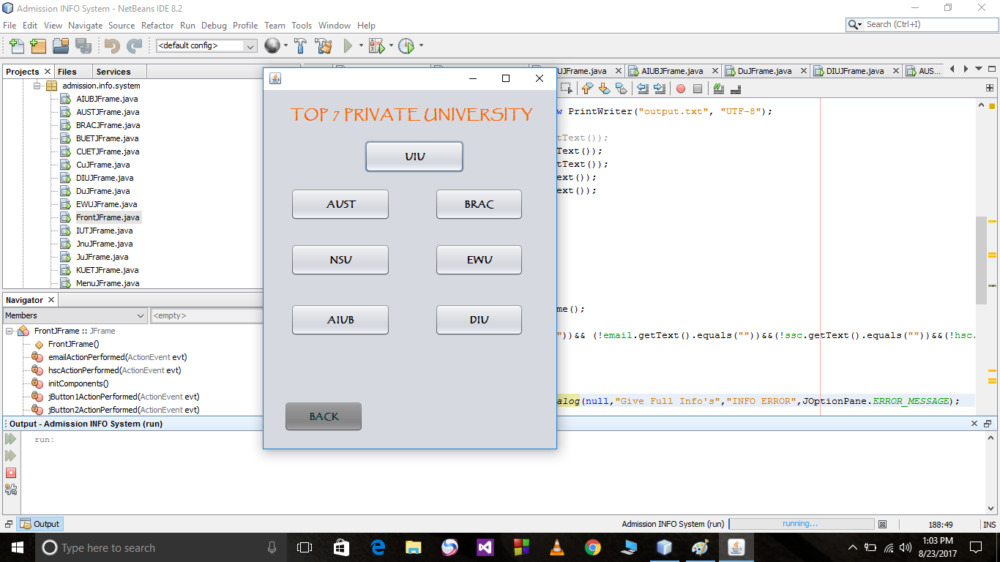 Admission INFO System - NetBeans IDE 8.2
File Edit View Navigate Source Refactor Run Debug Profile Team Tools Window Help
Search (Ctrl+I)
<default config>
Projects Files Services
UJFrame.java AIUBJFrame.java DuJFrame.java DIUJFrame.java AUS...
admission.info.system
AIUBJFrame.java
AUSTJFrame.java
BRACJFrame.java
BUETJFrame.java
CUETJFrame.java
CuJFrame.java
DIUJFrame.java
DuJFrame.java
EWUJFrame.java
FrontJFrame.java
IUTJFrame.java
JnuJFrame.java
JuJFrame.java
KUETJFrame.java
MenuJFrame.java
Navigator
Members <empty>
FrontJFrame :: JFrame
FrontJFrame()
emailActionPerformed(ActionEvent evt)
hscActionPerformed(ActionEvent evt)
initComponents()
jButton1ActionPerformed(ActionEvent evt)
jButton2ActionPerformed(ActionEvent evt)
TOP 7 PRIVATE UNIVERSITY
UIU
AUST BRAC
NSU EWU
AIUB DIU
BACK
w PrintWriter("output.txt", "UTF-8");
tText());
Text());
tText());
ext());
ext());
me();
"))&& (!email.getText().equals(""))&&(!ssc.getText().equals(""))&&(!hsc.
alog(null,"Give Full Info's","INFO ERROR",JOptionPane.ERROR_MESSAGE);
Output - Admission INFO System (run)
run:
Output
Admission INFO System (run) running... 188:49 INS
Type here to search
1:03 PM
8/23/2017